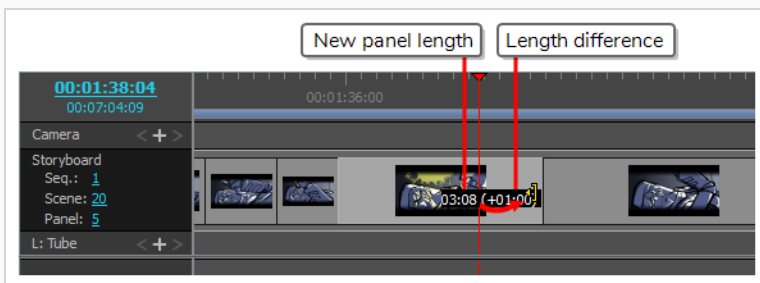 New panel length
Length difference
00:01:38:04
00:07:04:09
00:01:36:00
Camera < + >
Storyboard
Seq.: 1
Scene: 20
Panel: 5
03:08 (+01:00)
L: Tube < + >